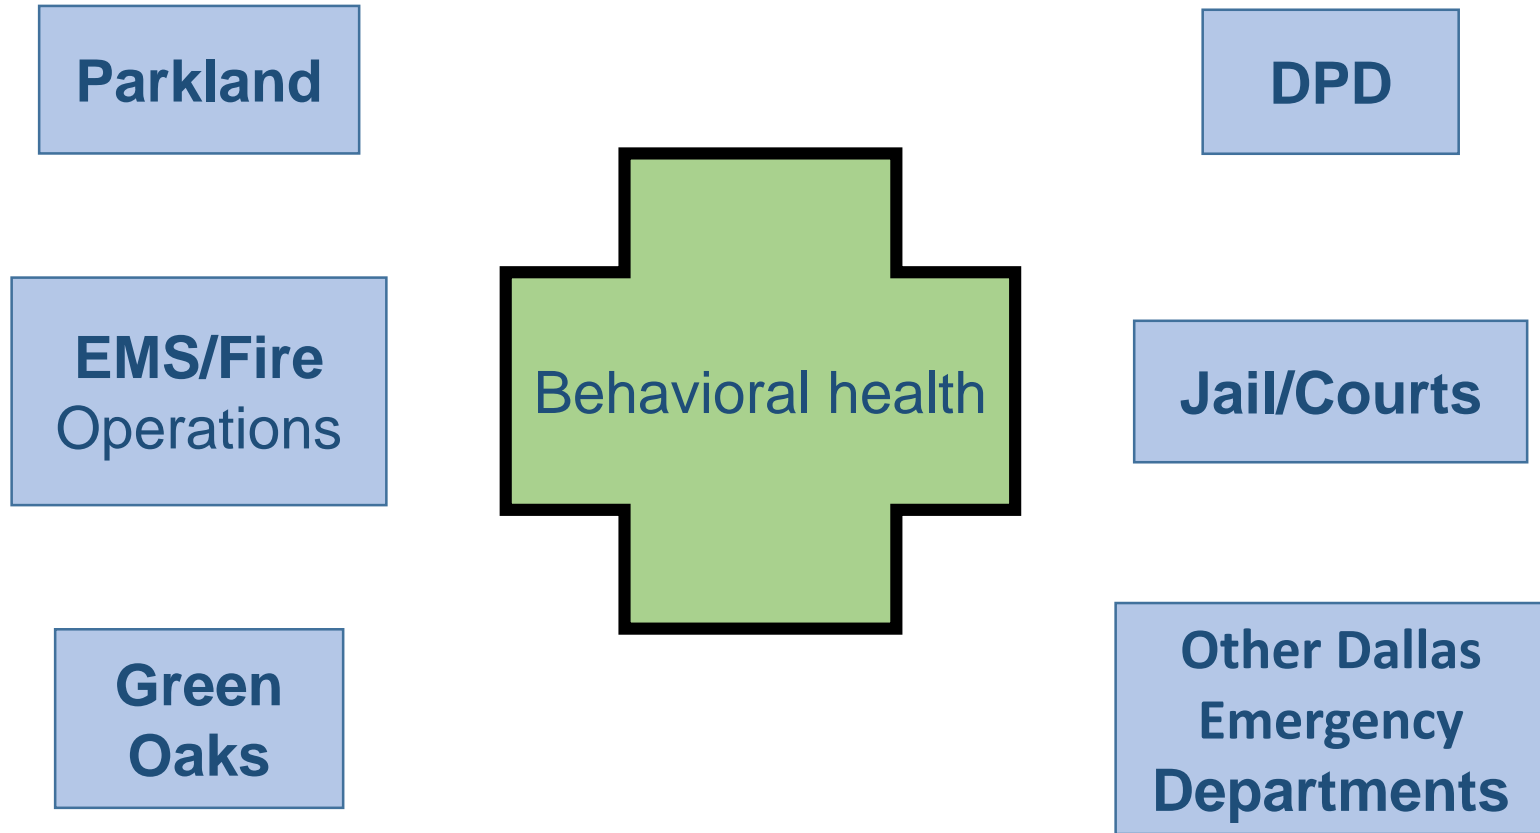 Parkland
DPD
EMS/Fire
Operations
Behavioral health
Jail/Courts
Green
Oaks
Other Dallas
Emergency
Departments